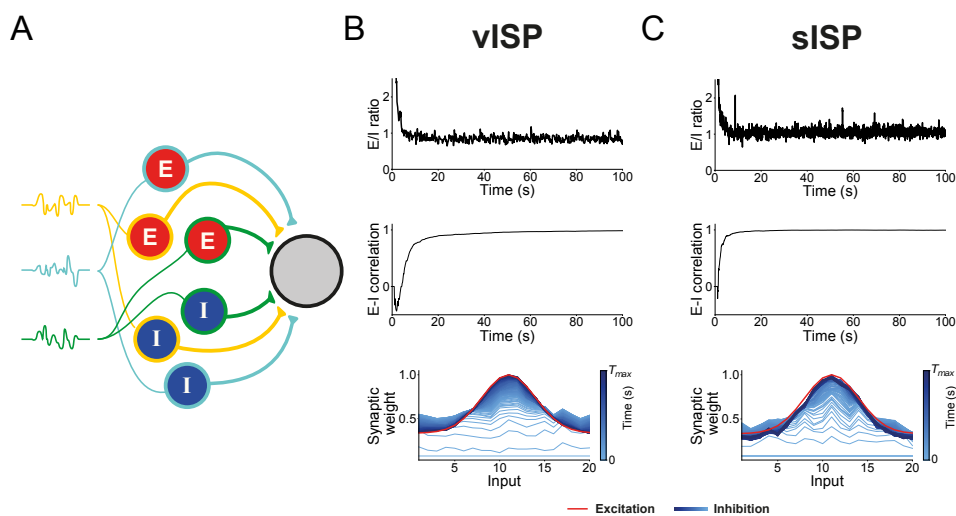 A
B
vISP
C
sISP
E
E
E
I
I
I
E/I ratio
2
1
0
0
20
40
60
80
100
Time (s)
E/I ratio
2
1
0
0
20
40
60
80
100
Time (s)
E-I correlation
1
0
0
20
40
60
80
100
Time (s)
E-I correlation
1
0
0
20
40
60
80
100
Time (s)
Synaptic
weight
1.0
0.5
5
10
15
20
Input
Tmax
0
Time (s)
Synaptic
weight
1.0
0.5
5
10
15
20
Input
Tmax
0
Time (s)
Excitation
Inhibition